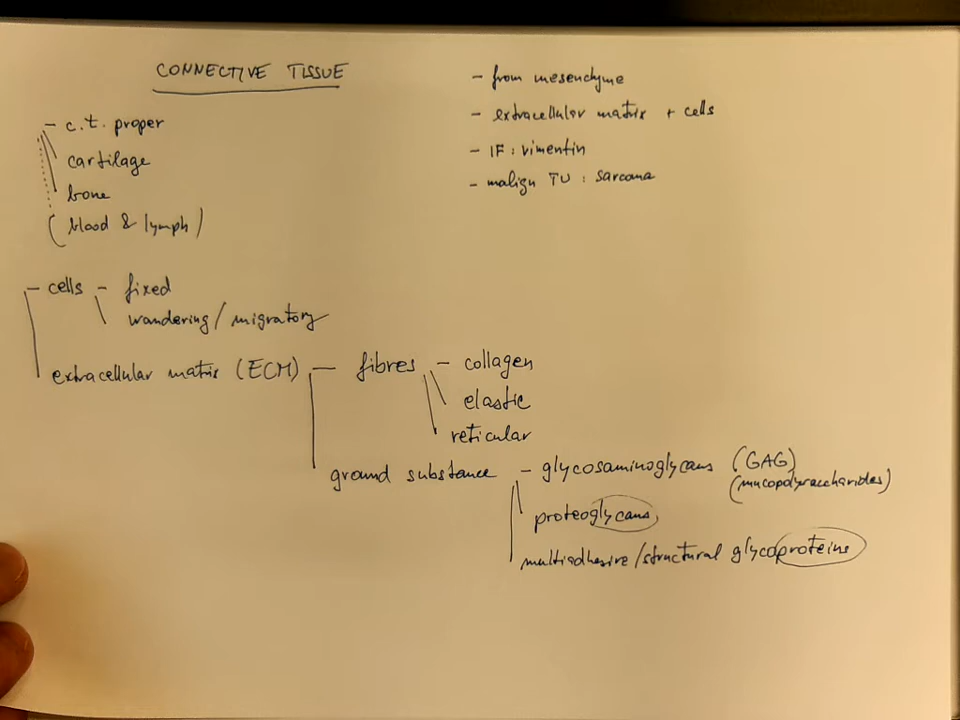 CONNECTIVE TISSUE
- c.t. proper
cartilage
bone
(blood & lymph)
- from mesenchyme
- extracellular matrix + cells
- IF : vimentin
- malign TU : sarcoma
- cells - fixed
wandering / migratory
extracellular matrix (ECM) - fibres - collagen
elastic
reticular
ground substance - glycosaminoglycans (GAG)
(mucopolysaccharides)
proteoglycans
multiadhesive/structural glycoproteins